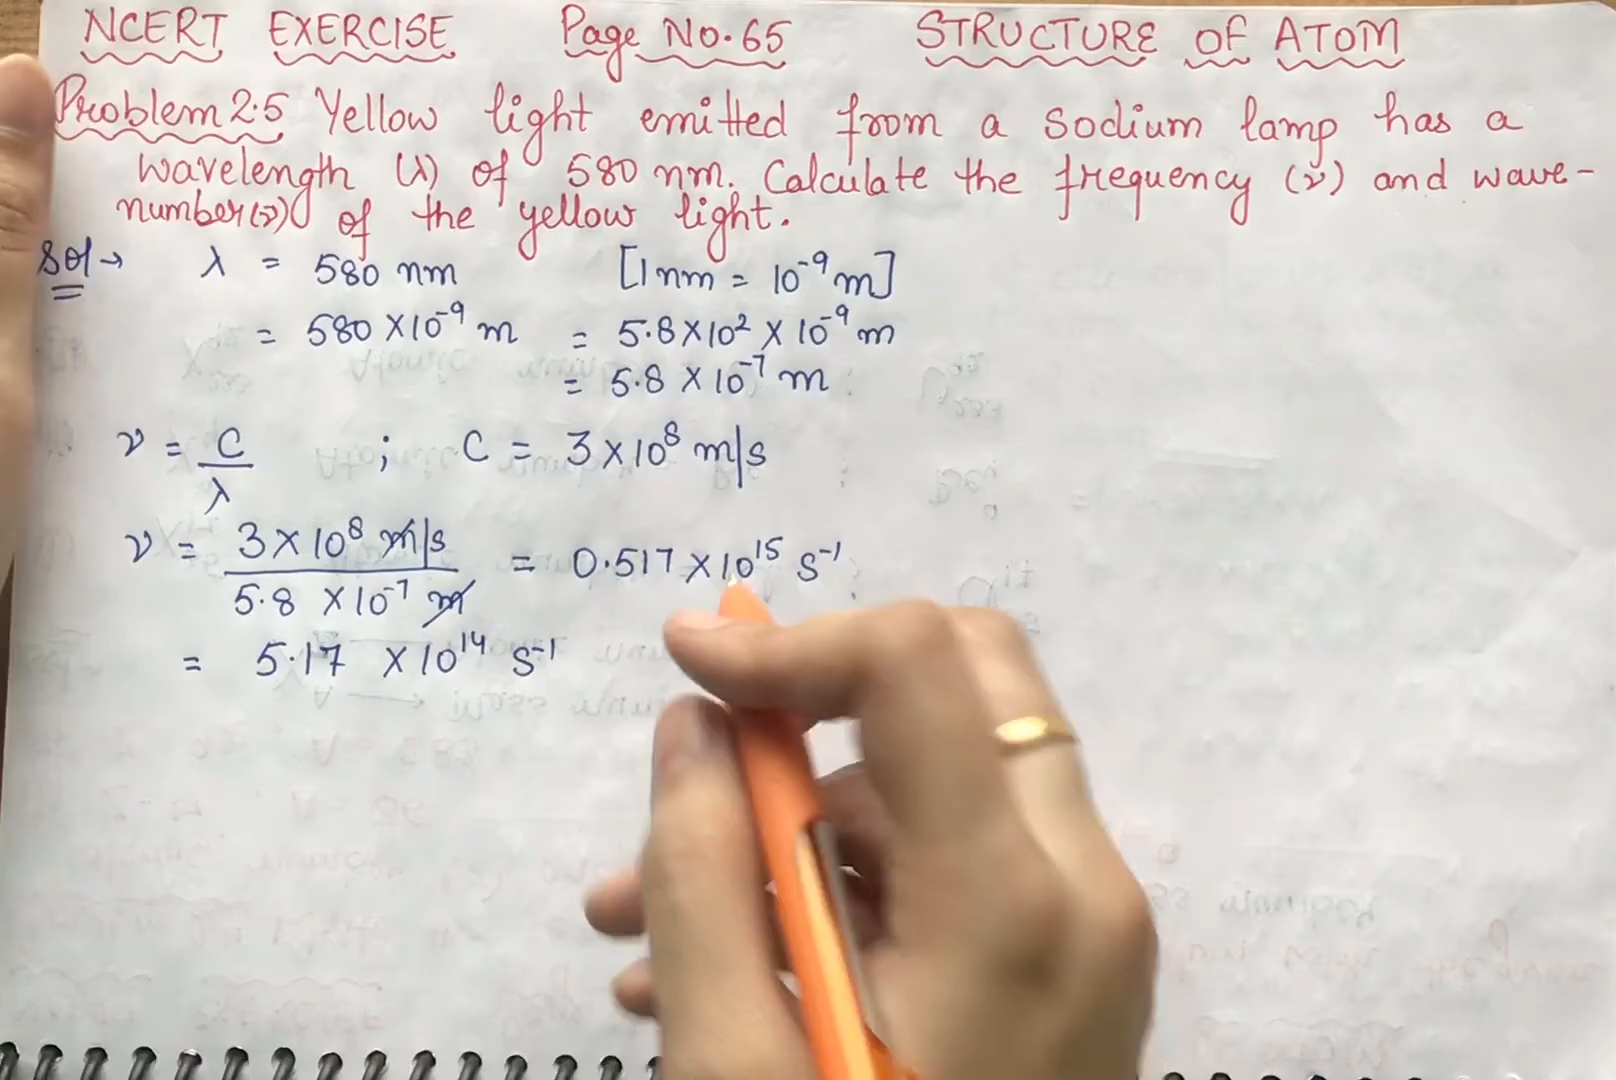 NCERT EXERCISE Page No.65 STRUCTURE OF ATOM
Problem 2.5 Yellow light emitted from a sodium lamp has a
wavelength (λ) of 580 nm. Calculate the frequency (ν) and wave-
number(ν̄) of the yellow light.
Sol → λ = 580 nm [1 nm = 10⁻⁹ m]
= 580 × 10⁻⁹ m = 5.8 × 10² × 10⁻⁹ m
= 5.8 × 10⁻⁷ m
ν = C/λ ; C = 3 × 10⁸ m/s
ν = 3 × 10⁸ m/s / 5.8 × 10⁻⁷ m = 0.517 × 10¹⁵ s⁻¹
= 5.17 × 10¹⁴ s⁻¹